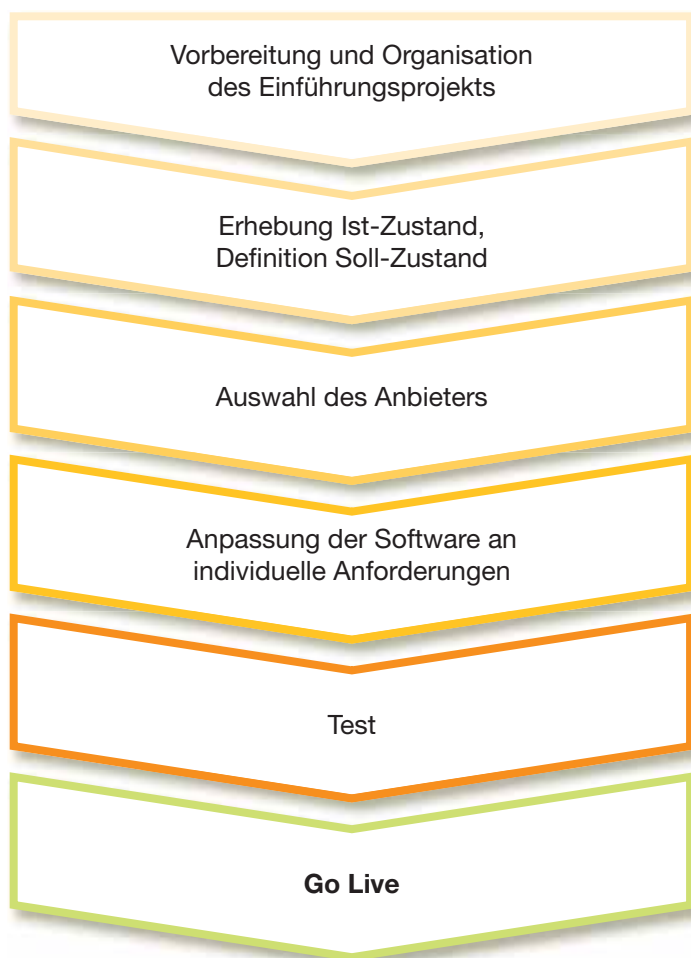 Vorbereitung und Organisation
des Einführungsprojekts
Erhebung Ist-Zustand,
Definition Soll-Zustand
Auswahl des Anbieters
Anpassung der Software an
individuelle Anforderungen
Test
Go Live